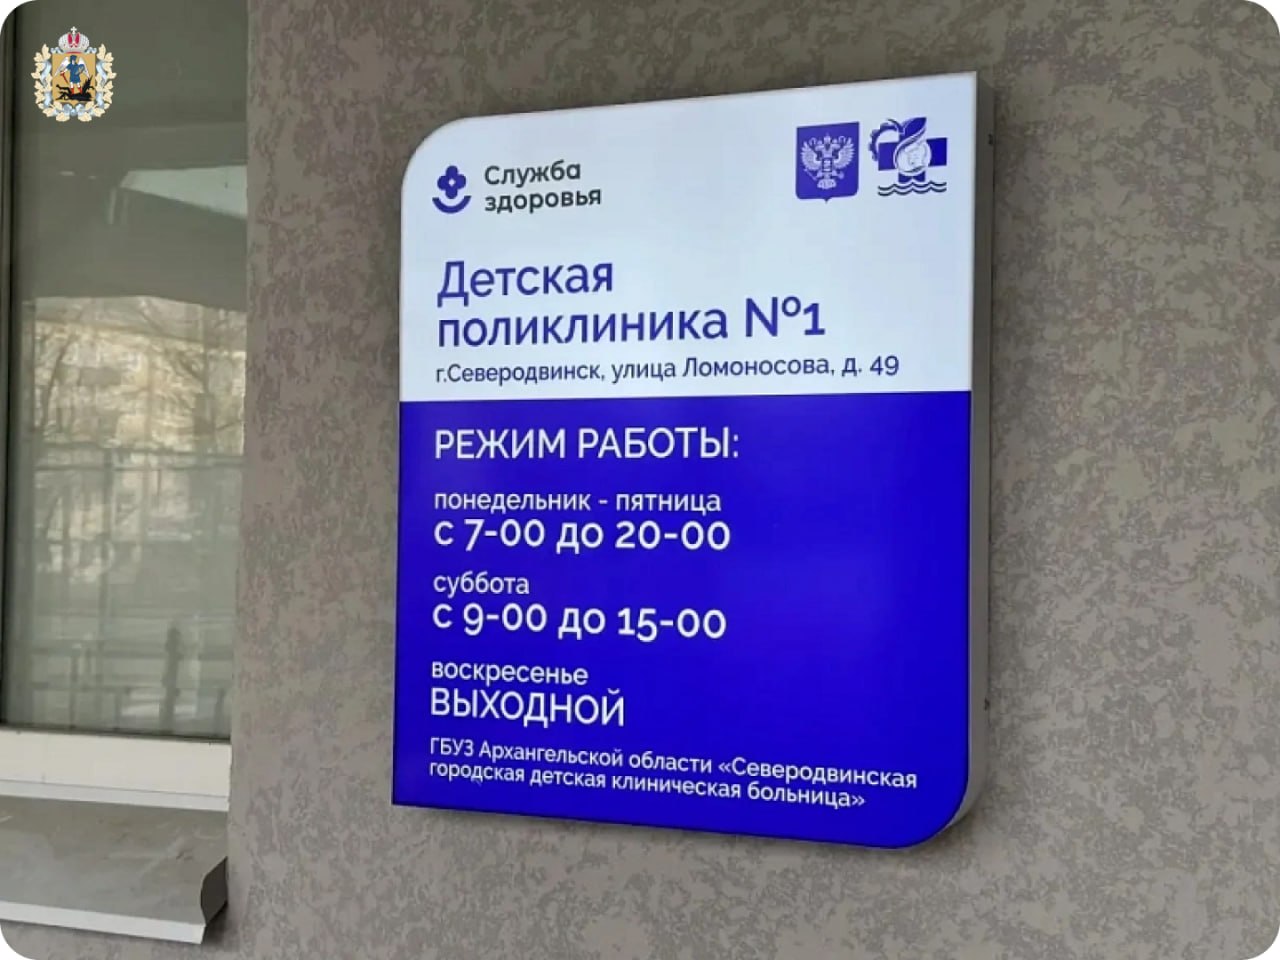 Служба
здоровья
Детская
поликлиника №1
г.Северодвинск, улица Ломоносова, д. 49
РЕЖИМ РАБОТЫ:
понедельник - пятница
с 7-00 до 20-00
суббота
с 9-00 до 15-00
воскресенье
ВЫХОДНОЙ
ГБУЗ Архангельской области «Северодвинская
городская детская клиническая больница»